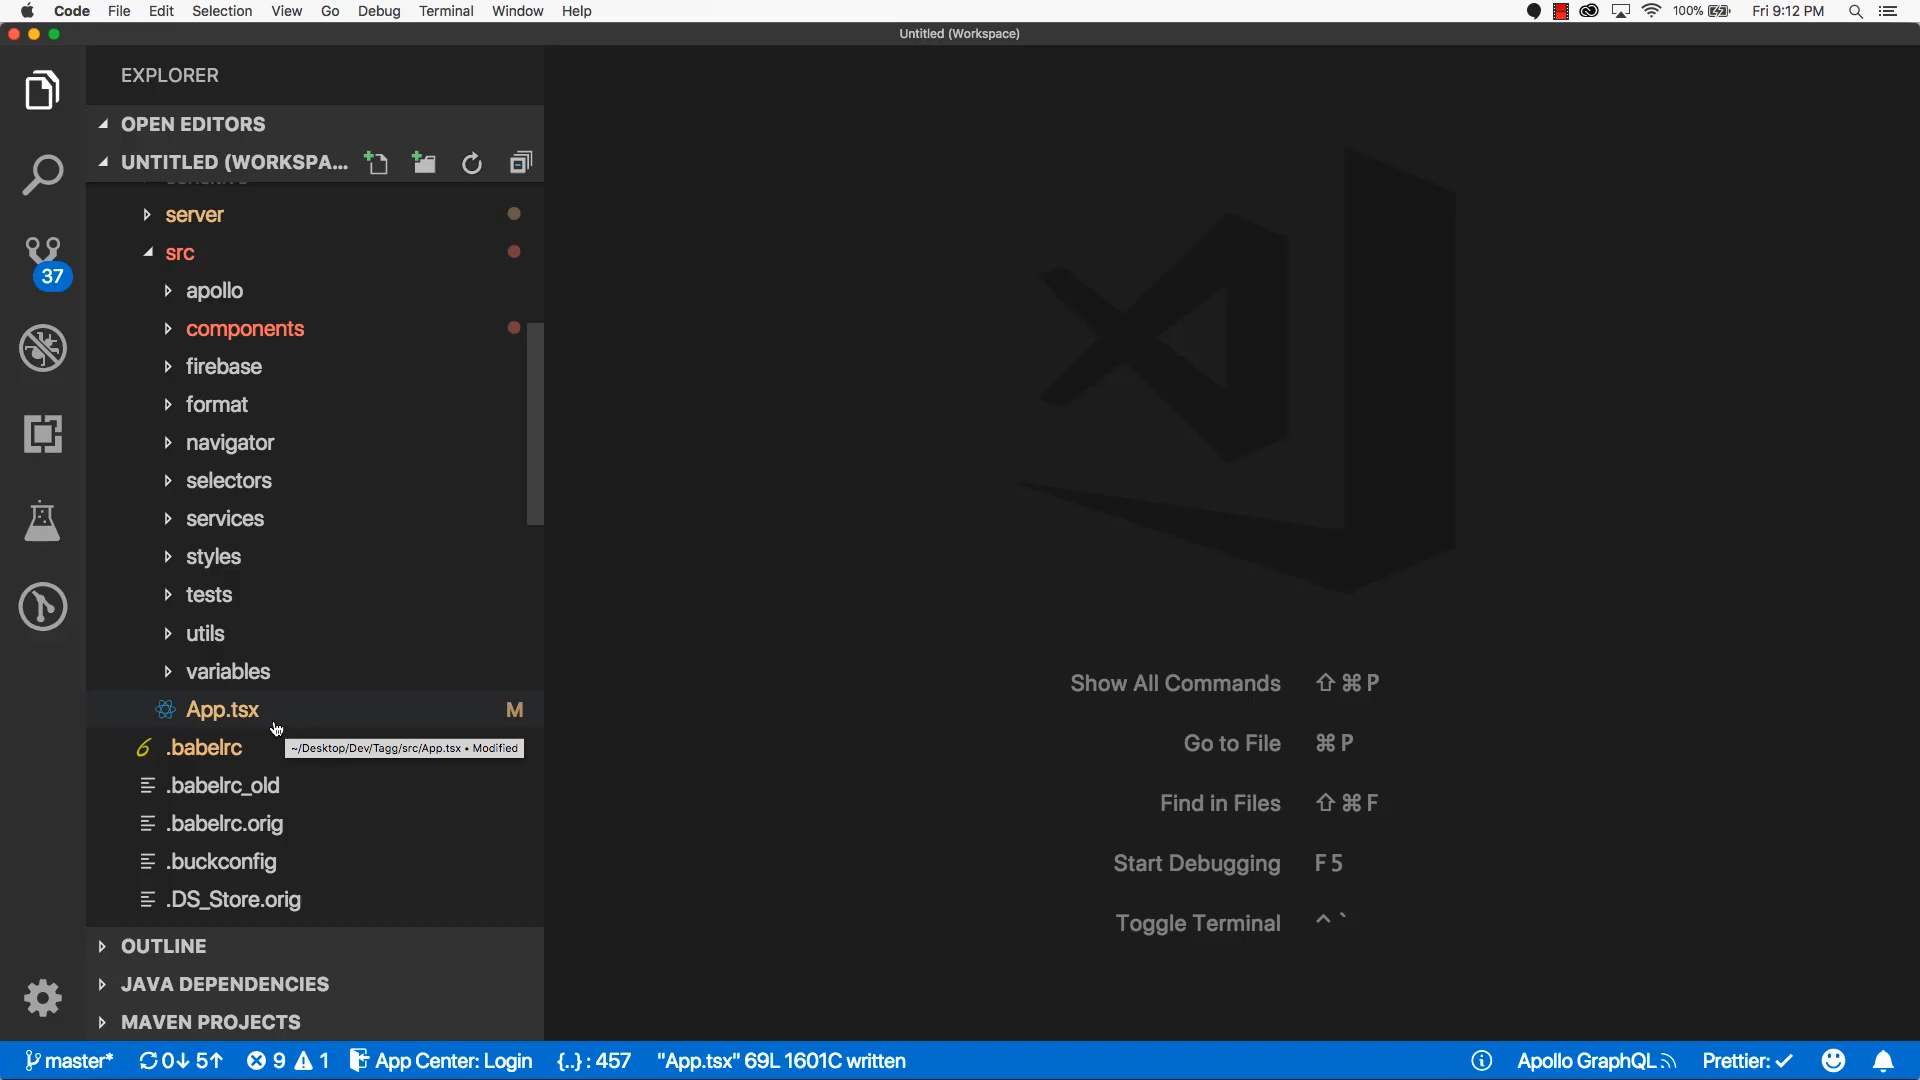 Code File Edit Selection View Go Debug Terminal Window Help 100% Fri 9:12 PM
Untitled (Workspace)
EXPLORER
OPEN EDITORS
UNTITLED (WORKSPA...
server
src
37
apollo
components
firebase
format
navigator
selectors
services
styles
tests
utils
variables
App.tsx M
.babelrc
~/Desktop/Dev/Tagg/src/App.tsx • Modified
.babelrc_old
.babelrc.orig
.buckconfig
.DS_Store.orig
OUTLINE
JAVA DEPENDENCIES
MAVEN PROJECTS
Show All Commands ⇧⌘P
Go to File ⌘P
Find in Files ⇧⌘F
Start Debugging F5
Toggle Terminal ^`
master* 0↓ 5↑ 9 1 App Center: Login {..} : 457 "App.tsx" 69L 1601C written Apollo GraphQL Prettier: ✓